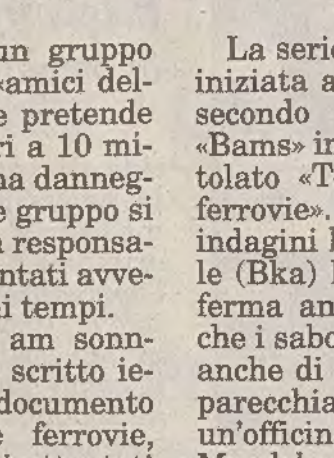 un gruppo
«amici del-
e pretende
ri a 10 mi-
na danneg-
e gruppo si
responsa-
ntati avve-
i tempi.
am sonn-
scritto ie-
documento
ferrovie,
La serie
iniziata a
secondo
«Bams» in
tolato «T
ferrovie».
indagini
le (Bka)
ferma an
che i sabo
anche di
parecchia
un'officin